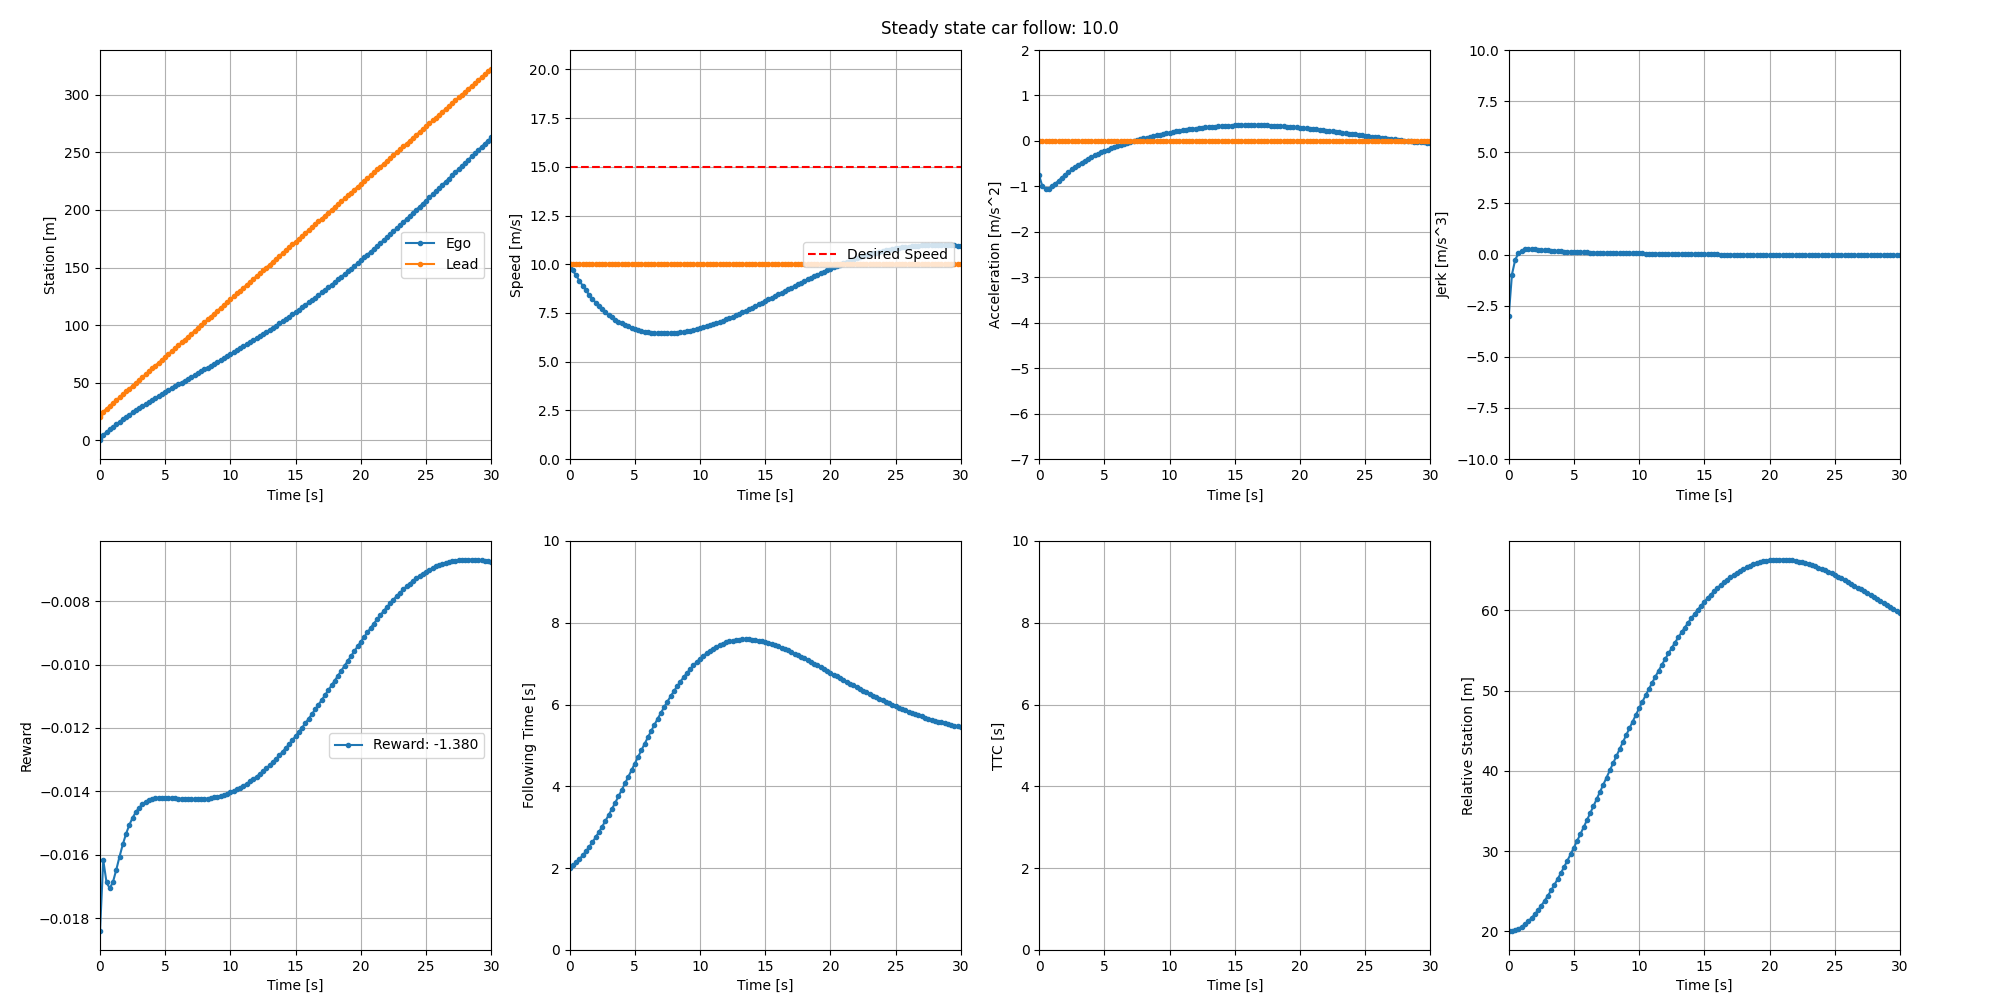 Steady state car follow: 10.0
Station [m]
300
250
200
150
100
50
0
0 5 10 15 20 25 30
Time [s]
Ego
Lead
Speed [m/s]
20.0
17.5
15.0
12.5
10.0
7.5
5.0
2.5
0.0
0 5 10 15 20 25 30
Time [s]
Desired Speed
Acceleration [m/s^2]
2
1
0
−1
−2
−3
−4
−5
−6
−7
0 5 10 15 20 25 30
Time [s]
Jerk [m/s^3]
10.0
7.5
5.0
2.5
0.0
−2.5
−5.0
−7.5
−10.0
0 5 10 15 20 25 30
Time [s]
Reward
−0.008
−0.010
−0.012
−0.014
−0.016
−0.018
0 5 10 15 20 25 30
Time [s]
Reward: -1.380
Following Time [s]
10
8
6
4
2
0
0 5 10 15 20 25 30
Time [s]
TTC [s]
10
8
6
4
2
0
0 5 10 15 20 25 30
Time [s]
Relative Station [m]
60
50
40
30
20
0 5 10 15 20 25 30
Time [s]